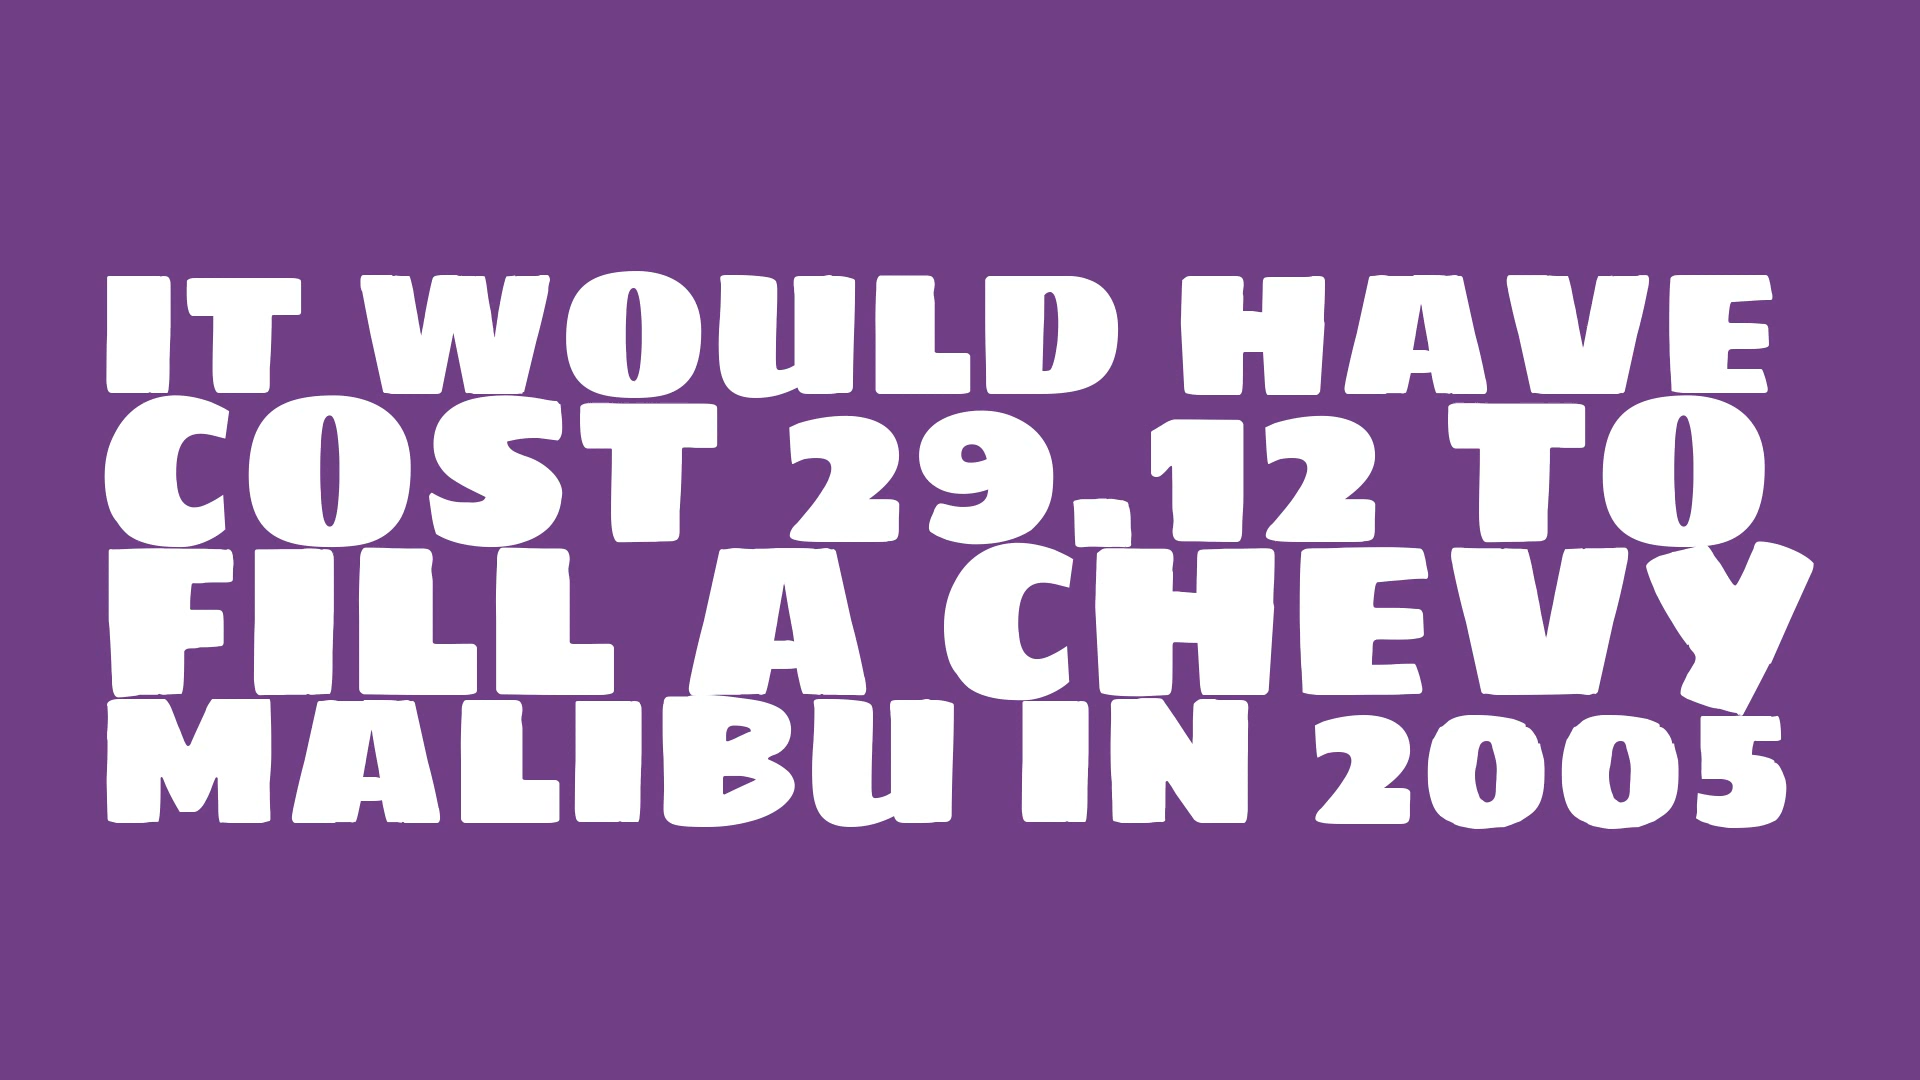 IT WOULD HAVE
COST 29.12 TO
FILL A CHEVY
MALIBU IN 2005